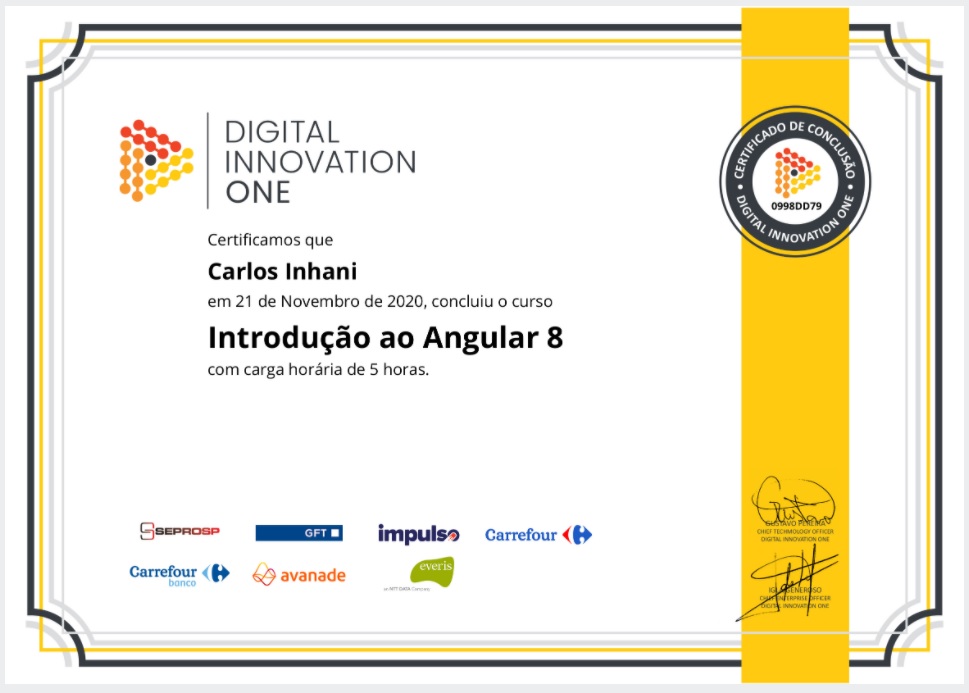 DIGITAL
INNOVATION
ONE
CERTIFICADO DE CONCLUSÃO
0998DD79
DIGITAL INNOVATION ONE
Certificamos que
Carlos Inhani
em 21 de Novembro de 2020, concluiu o curso
Introdução ao Angular 8
com carga horária de 5 horas.
SEPROSP
GFT
impulso
Carrefour
Carrefour
banco
avanade
everis
an NTT DATA Company
GUSTAVO PEREIRA
CHIEF TECHNOLOGY OFFICER
DIGITAL INNOVATION ONE
GENEROSO
CHIEF ENTERPRISE OFFICER
DIGITAL INNOVATION ONE